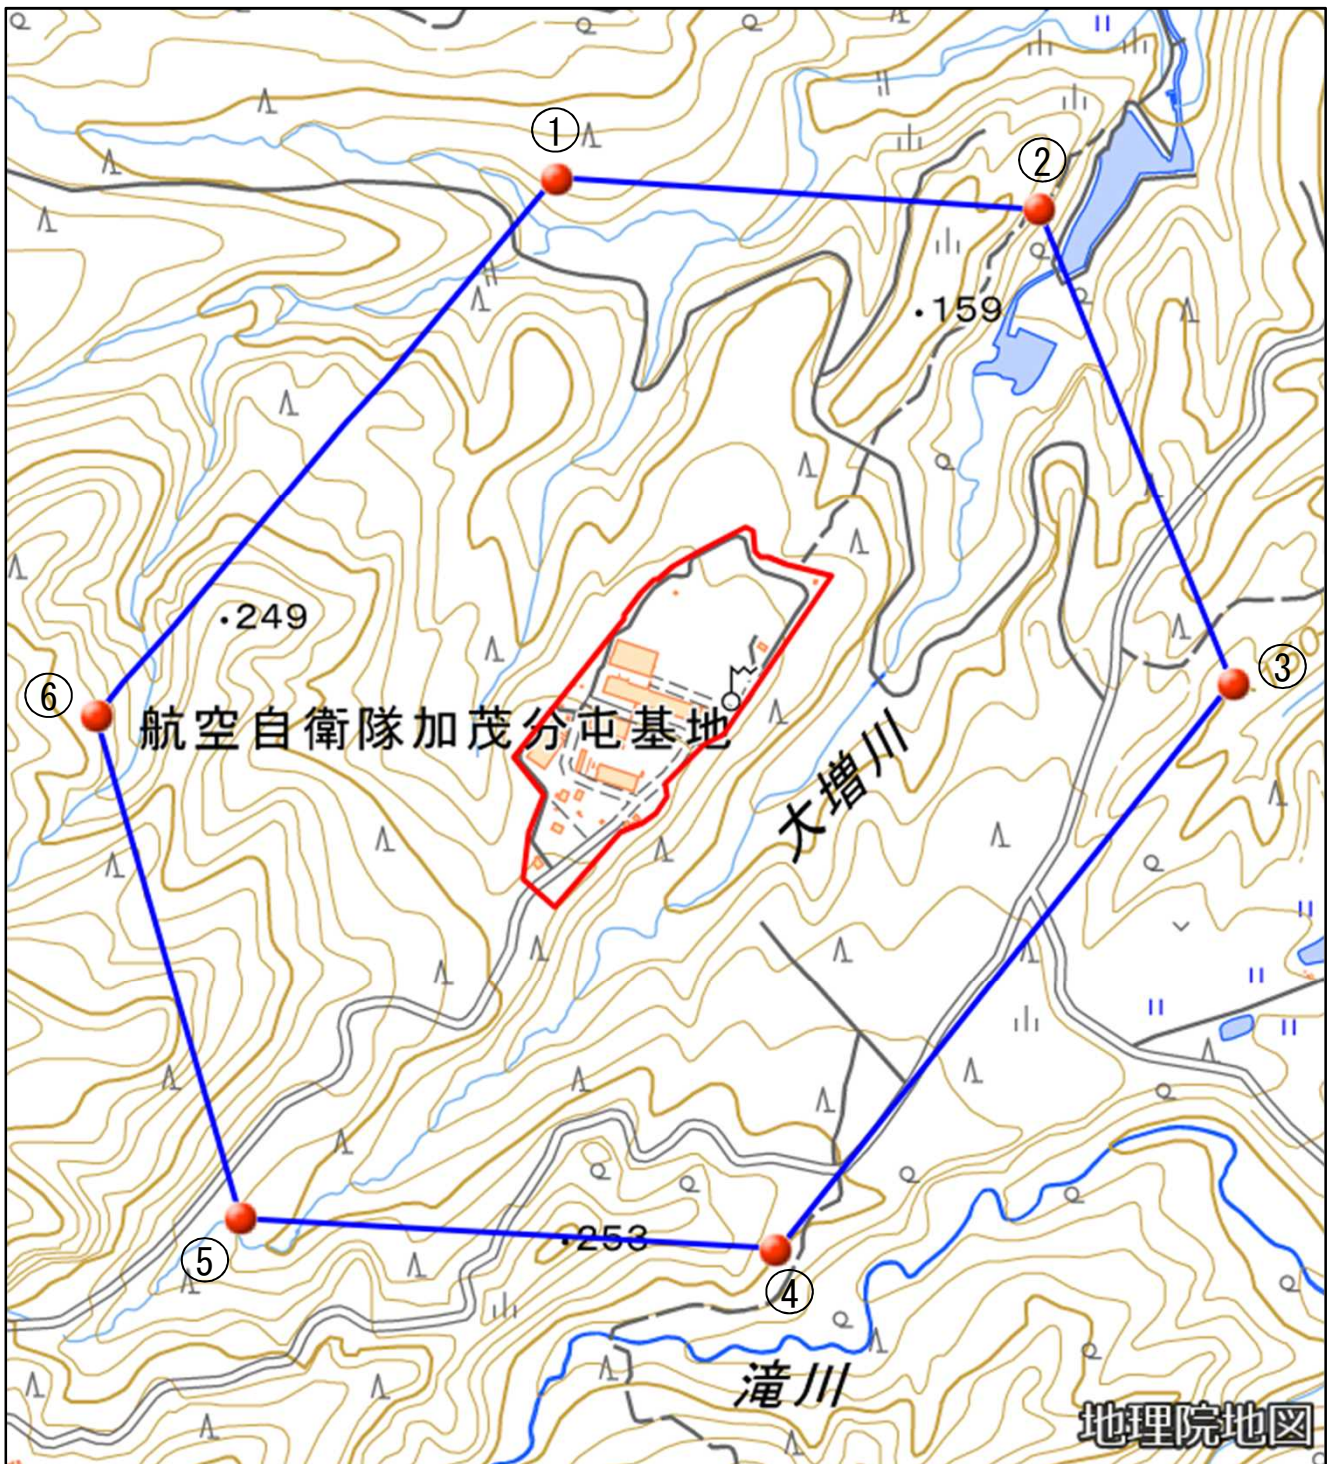 ①
②
・159
・249
③
⑥
航空自衛隊加茂分屯基地
大増川
⑤
・253
④
滝川
地理院地図